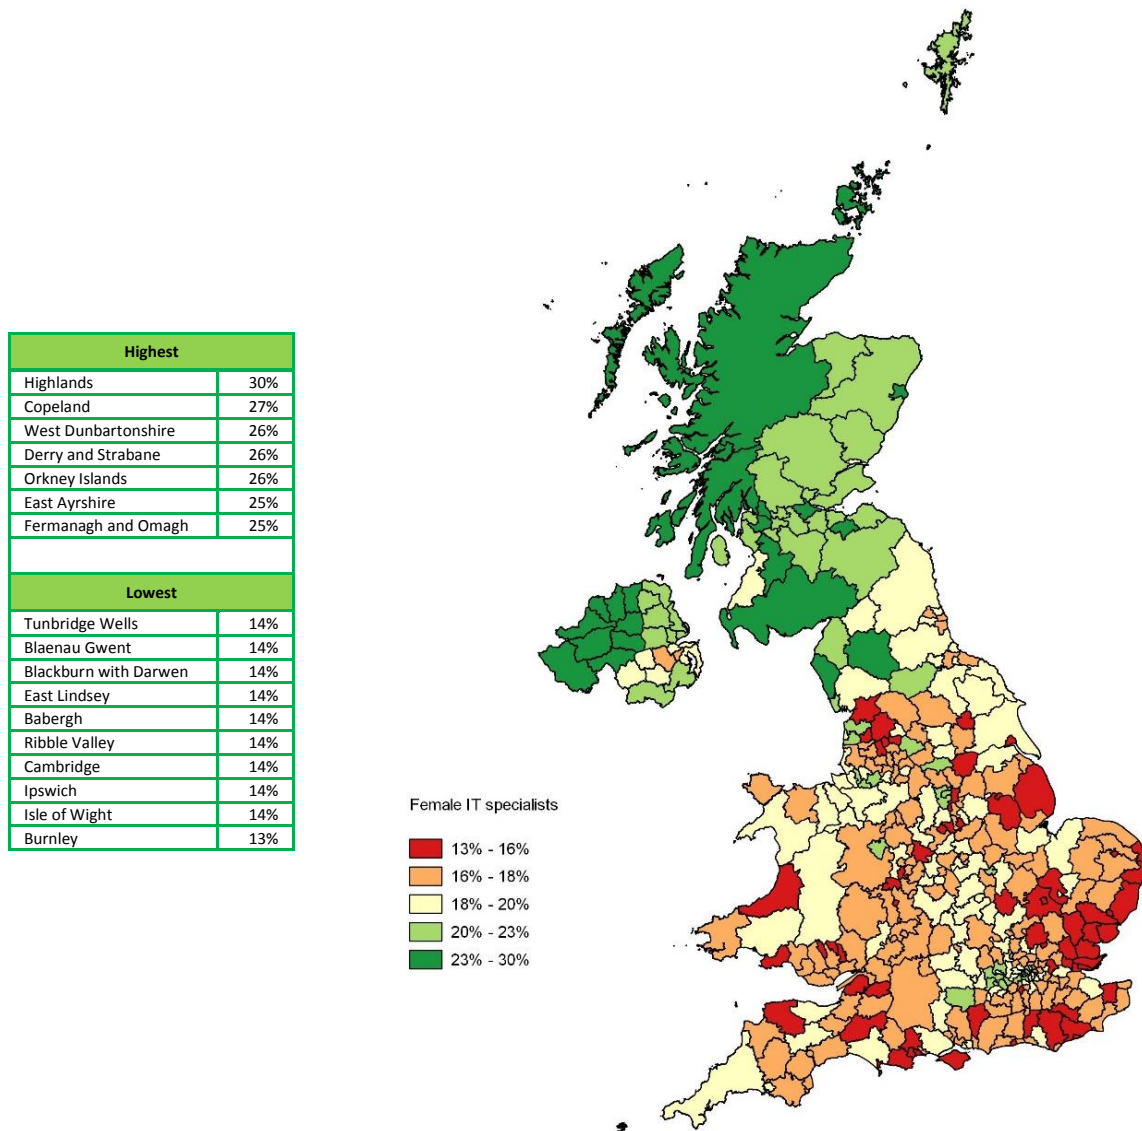 Highest
Highlands 30%
Copeland 27%
West Dunbartonshire 26%
Derry and Strabane 26%
Orkney Islands 26%
East Ayrshire 25%
Fermanagh and Omagh 25%
Lowest
Tunbridge Wells 14%
Blaenau Gwent 14%
Blackburn with Darwen 14%
East Lindsey 14%
Babergh 14%
Ribble Valley 14%
Cambridge 14%
Ipswich 14%
Isle of Wight 14%
Burnley 13%
Female IT specialists
13% - 16%
16% - 18%
18% - 20%
20% - 23%
23% - 30%